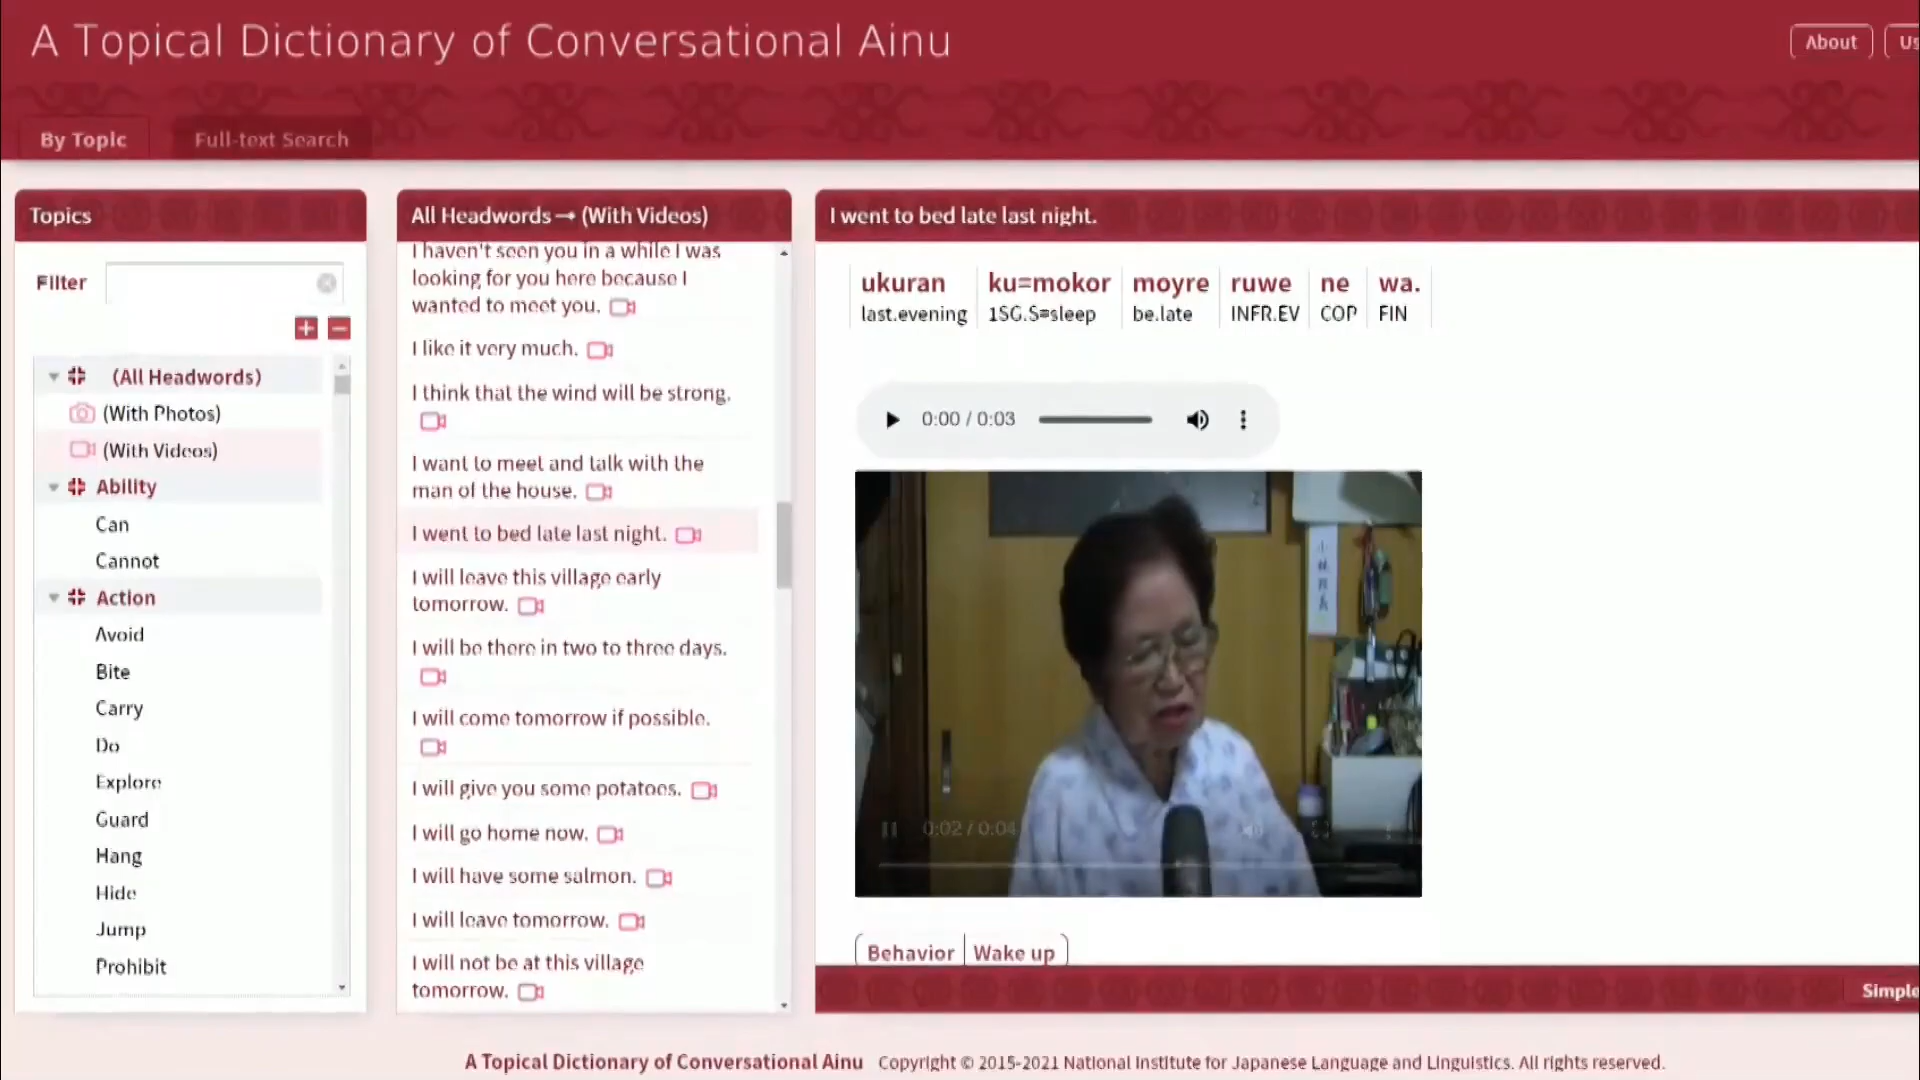 A Topical Dictionary of Conversational Ainu
About
By Topic
Full-text Search
Topics
Filter
(All Headwords)
(With Photos)
(With Videos)
Ability
Can
Cannot
Action
Avoid
Bite
Carry
Do
Explore
Guard
Hang
Hide
Jump
Prohibit
All Headwords → (With Videos)
I haven't seen you in a while I was
looking for you here because I
wanted to meet you.
I like it very much.
I think that the wind will be strong.
I want to meet and talk with the
man of the house.
I went to bed late last night.
I will leave this village early
tomorrow.
I will be there in two to three days.
I will come tomorrow if possible.
I will give you some potatoes.
I will go home now.
I will have some salmon.
I will leave tomorrow.
I will not be at this village
tomorrow.
I went to bed late last night.
ukuran ku=mokor moyre ruwe ne wa.
last.evening 1SG.S=sleep be.late INFR.EV COP FIN
0:00 / 0:03
0:02 / 0:04
Behavior Wake up
Simple
A Topical Dictionary of Conversational Ainu Copyright © 2015-2021 National Institute for Japanese Language and Linguistics. All rights reserved.